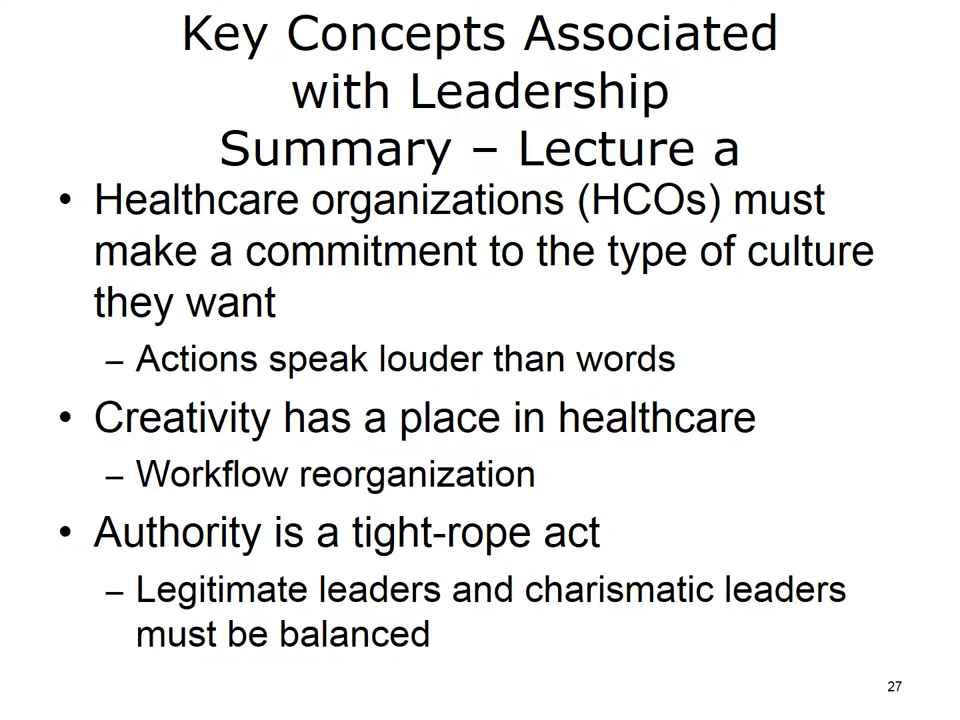 Key Concepts Associated
with Leadership
Summary – Lecture a
• Healthcare organizations (HCOs) must
make a commitment to the type of culture
they want
– Actions speak louder than words
• Creativity has a place in healthcare
– Workflow reorganization
• Authority is a tight-rope act
– Legitimate leaders and charismatic leaders
must be balanced
27